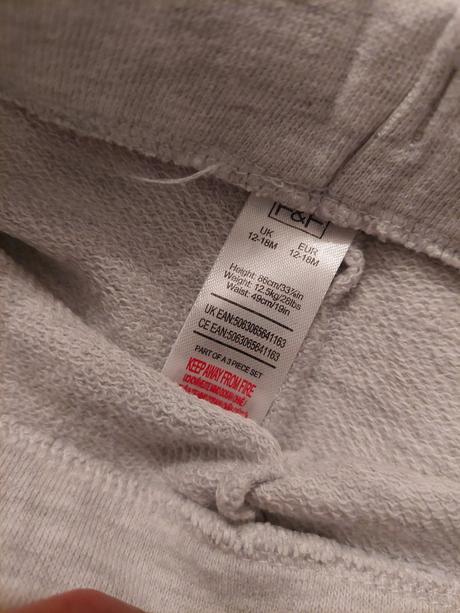 F&F
UK EUR
12-18M 12-18M
Height: 86cm/33¾in
Weight: 12.5kg/28lbs
Waist: 49cm/19in
UK EAN:5063065641163
CE EAN:5063065641163
PART OF A 3 PIECE SET
KEEP AWAY FROM FIRE